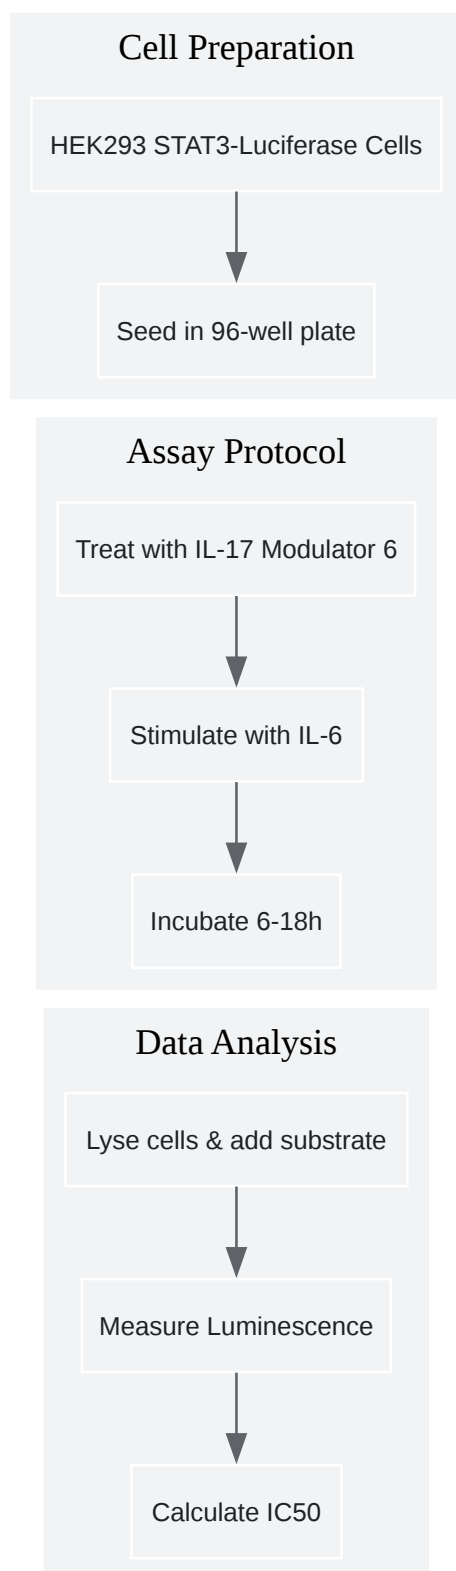 Cell Preparation
HEK293 STAT3-Luciferase Cells
Seed in 96-well plate
Assay Protocol
Treat with IL-17 Modulator 6
Stimulate with IL-6
Incubate 6-18h
Data Analysis
Lyse cells & add substrate
Measure Luminescence
Calculate IC50